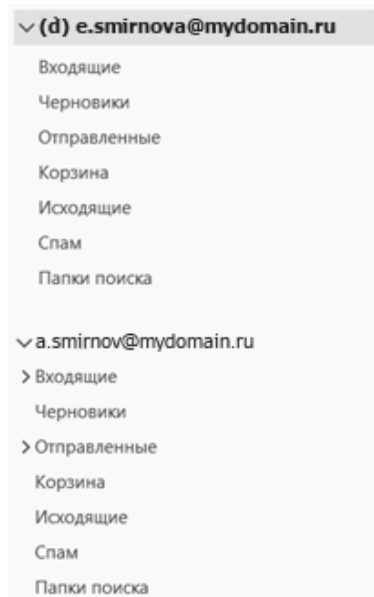 (d) e.smirnova@mydomain.ru
Входящие
Черновики
Отправленные
Корзина
Исходящие
Спам
Папки поиска
a.smirnov@mydomain.ru
Входящие
Черновики
Отправленные
Корзина
Исходящие
Спам
Папки поиска